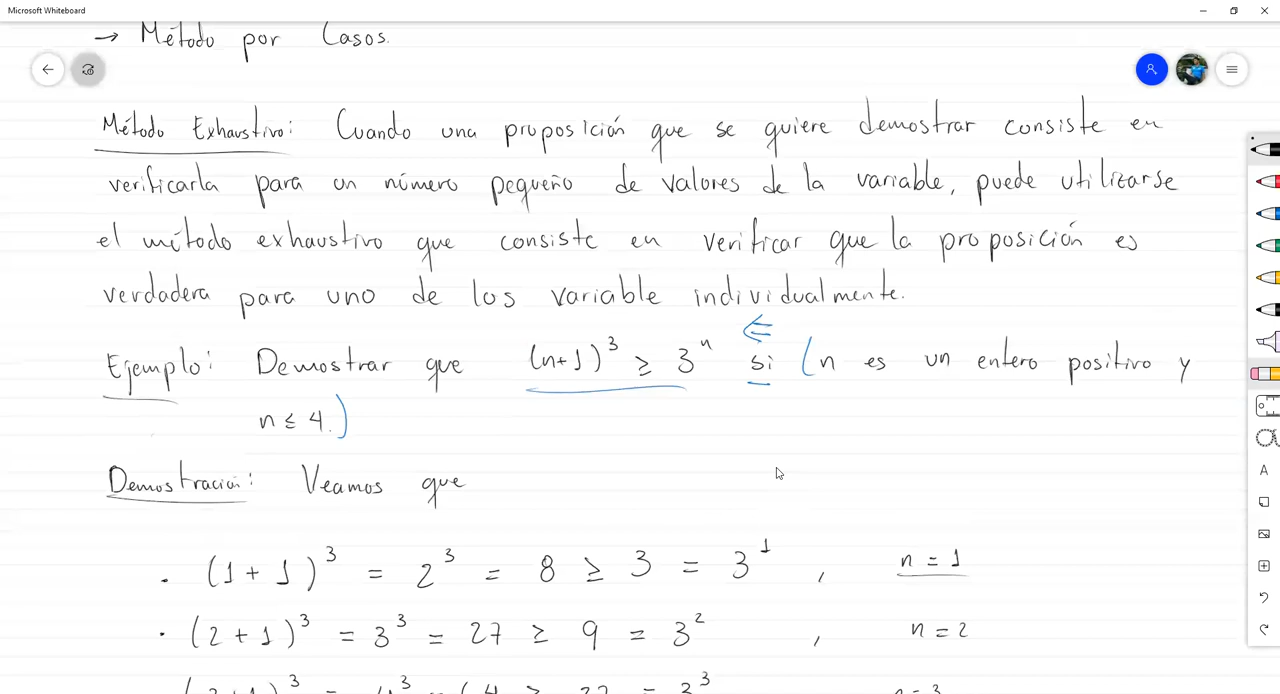 Microsoft Whiteboard
→ Método por Casos.
Método Exhaustivo: Cuando una proposición que se quiere demostrar consiste en
verificarla para un número pequeño de valores de la variable, puede utilizarse
el método exhaustivo que consiste en verificar que la proposición es
verdadera para uno de los variable individualmente.
⇐
Ejemplo: Demostrar que (n+1)³ ≥ 3ⁿ si (n es un entero positivo y
n ≤ 4.)
Demostración: Veamos que
• (1+1)³ = 2³ = 8 ≥ 3 = 3¹ , n = 1
• (2+1)³ = 3³ = 27 ≥ 9 = 3² , n = 2